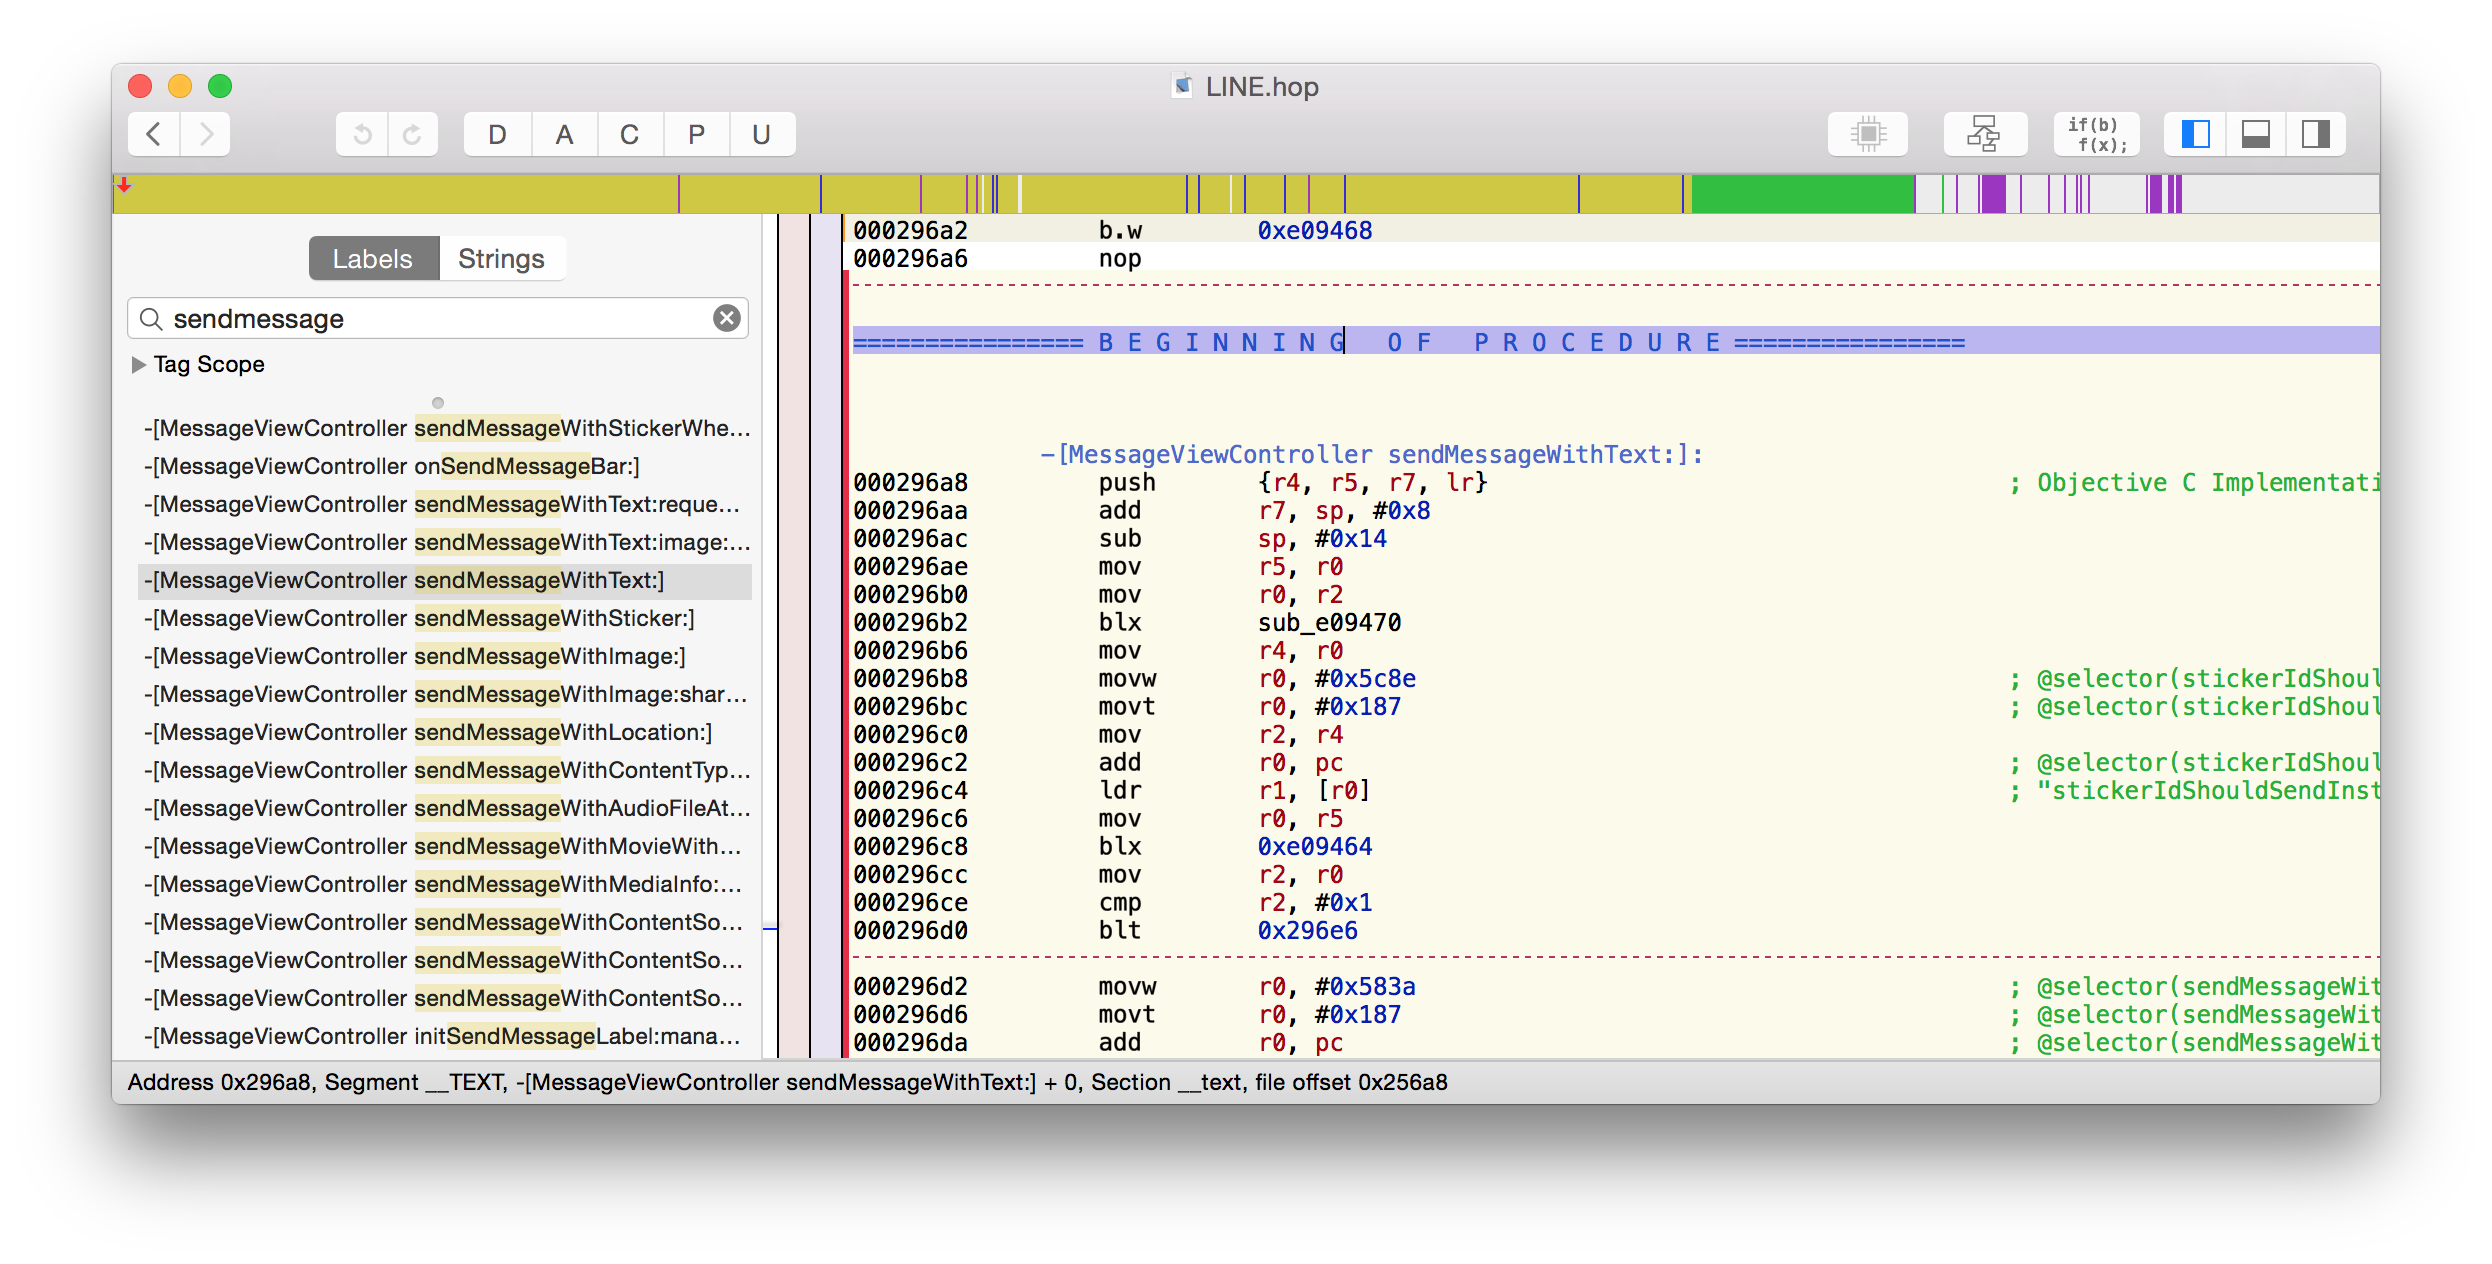 LINE.hop
D A C P U
if(b)
f(x);
Labels Strings
sendmessage
Tag Scope
-[MessageViewController sendMessageWithStickerWhe…
-[MessageViewController onSendMessageBar:]
-[MessageViewController sendMessageWithText:reque…
-[MessageViewController sendMessageWithText:image:…
-[MessageViewController sendMessageWithText:]
-[MessageViewController sendMessageWithSticker:]
-[MessageViewController sendMessageWithImage:]
-[MessageViewController sendMessageWithImage:shar…
-[MessageViewController sendMessageWithLocation:]
-[MessageViewController sendMessageWithContentTyp…
-[MessageViewController sendMessageWithAudioFileAt…
-[MessageViewController sendMessageWithMovieWith…
-[MessageViewController sendMessageWithMediaInfo:…
-[MessageViewController sendMessageWithContentSo…
-[MessageViewController sendMessageWithContentSo…
-[MessageViewController sendMessageWithContentSo…
-[MessageViewController initSendMessageLabel:mana…
000296a2 b.w 0xe09468
000296a6 nop
================ B E G I N N I N G   O F   P R O C E D U R E ================
-[MessageViewController sendMessageWithText:]:
000296a8 push {r4, r5, r7, lr} ; Objective C Implementati
000296aa add r7, sp, #0x8
000296ac sub sp, #0x14
000296ae mov r5, r0
000296b0 mov r0, r2
000296b2 blx sub_e09470
000296b6 mov r4, r0
000296b8 movw r0, #0x5c8e ; @selector(stickerIdShoul
000296bc movt r0, #0x187 ; @selector(stickerIdShoul
000296c0 mov r2, r4
000296c2 add r0, pc ; @selector(stickerIdShoul
000296c4 ldr r1, [r0] ; "stickerIdShouldSendInst
000296c6 mov r0, r5
000296c8 blx 0xe09464
000296cc mov r2, r0
000296ce cmp r2, #0x1
000296d0 blt 0x296e6
000296d2 movw r0, #0x583a ; @selector(sendMessageWit
000296d6 movt r0, #0x187 ; @selector(sendMessageWit
000296da add r0, pc ; @selector(sendMessageWit
Address 0x296a8, Segment __TEXT, -[MessageViewController sendMessageWithText:] + 0, Section __text, file offset 0x256a8